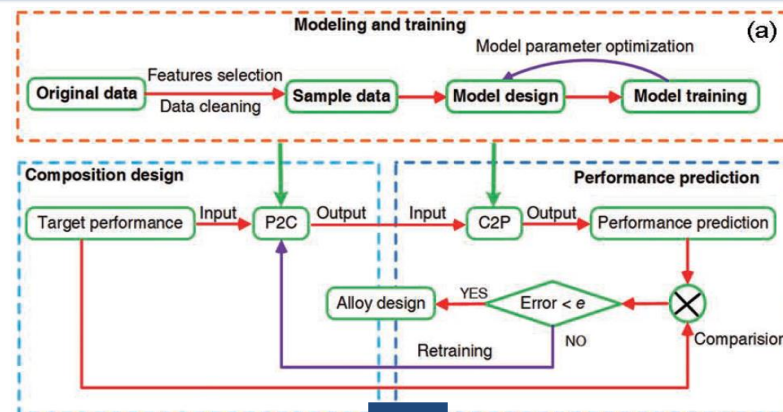 Modeling and training
(a)
Model parameter optimization
Features selection
Original data
Data cleaning
Sample data
Model design
Model training
Composition design
Performance prediction
Target performance
Input
P2C
Output
Input
C2P
Output
Performance prediction
Alloy design
YES
Error < e
NO
Comparision
Retraining